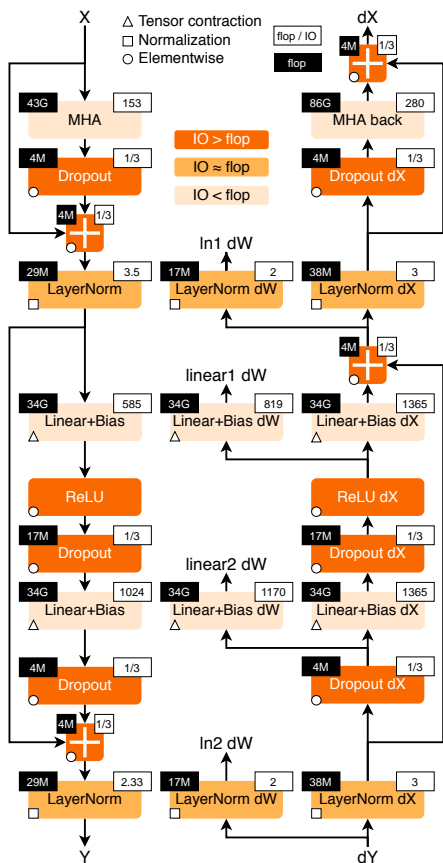 X
Tensor contraction
Normalization
Elementwise
flop / IO
flop
dX
4M 1/3
43G 153
MHA
86G 280
MHA back
IO > flop
IO ≈ flop
IO < flop
4M 1/3
Dropout
4M 1/3
Dropout dX
4M 1/3
ln1 dW
29M 3.5
LayerNorm
17M 2
LayerNorm dW
38M 3
LayerNorm dX
4M 1/3
linear1 dW
34G 585
Linear+Bias
34G 819
Linear+Bias dW
34G 1365
Linear+Bias dX
ReLU
ReLU dX
17M 1/3
Dropout
17M 1/3
Dropout dX
linear2 dW
34G 1024
Linear+Bias
34G 1170
Linear+Bias dW
34G 1365
Linear+Bias dX
4M 1/3
Dropout
4M 1/3
Dropout dX
4M 1/3
ln2 dW
29M 2.33
LayerNorm
17M 2
LayerNorm dW
38M 3
LayerNorm dX
Y
dY